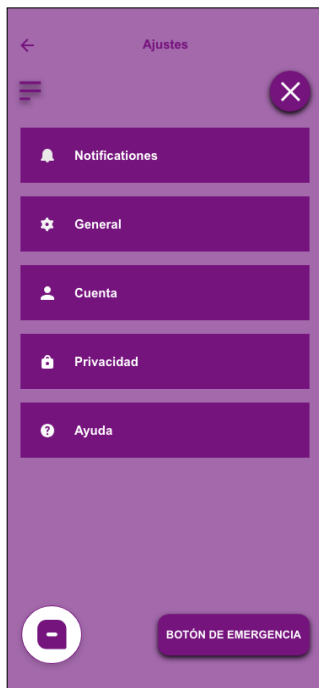 Ajustes
Notificationes
General
Cuenta
Privacidad
Ayuda
BOTÓN DE EMERGENCIA